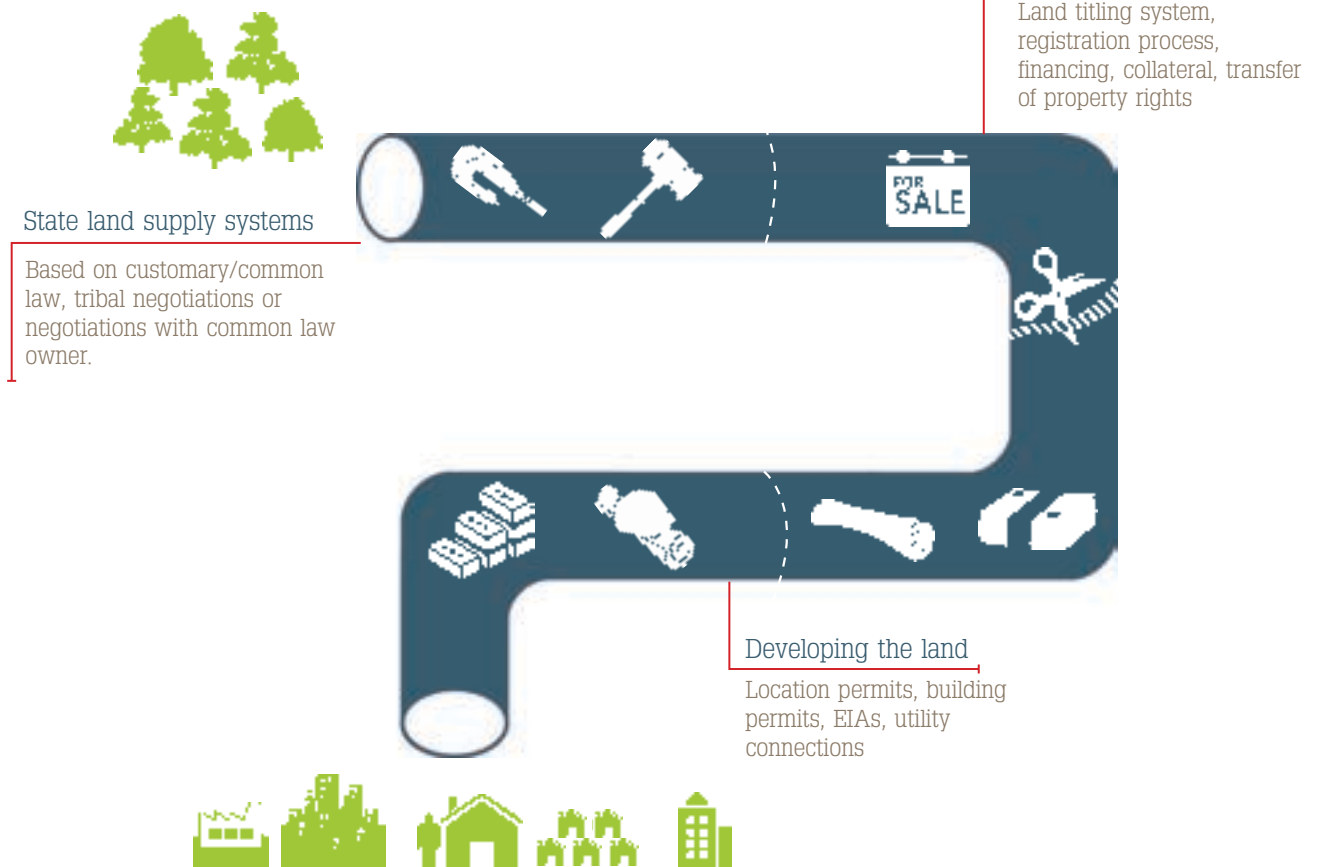 Land titling system,
registration process,
financing, collateral, transfer
of property rights
FOR
SALE
State land supply systems
Based on customary/common
law, tribal negotiations or
negotiations with common law
owner.
Developing the land
Location permits, building
permits, EIAs, utility
connections